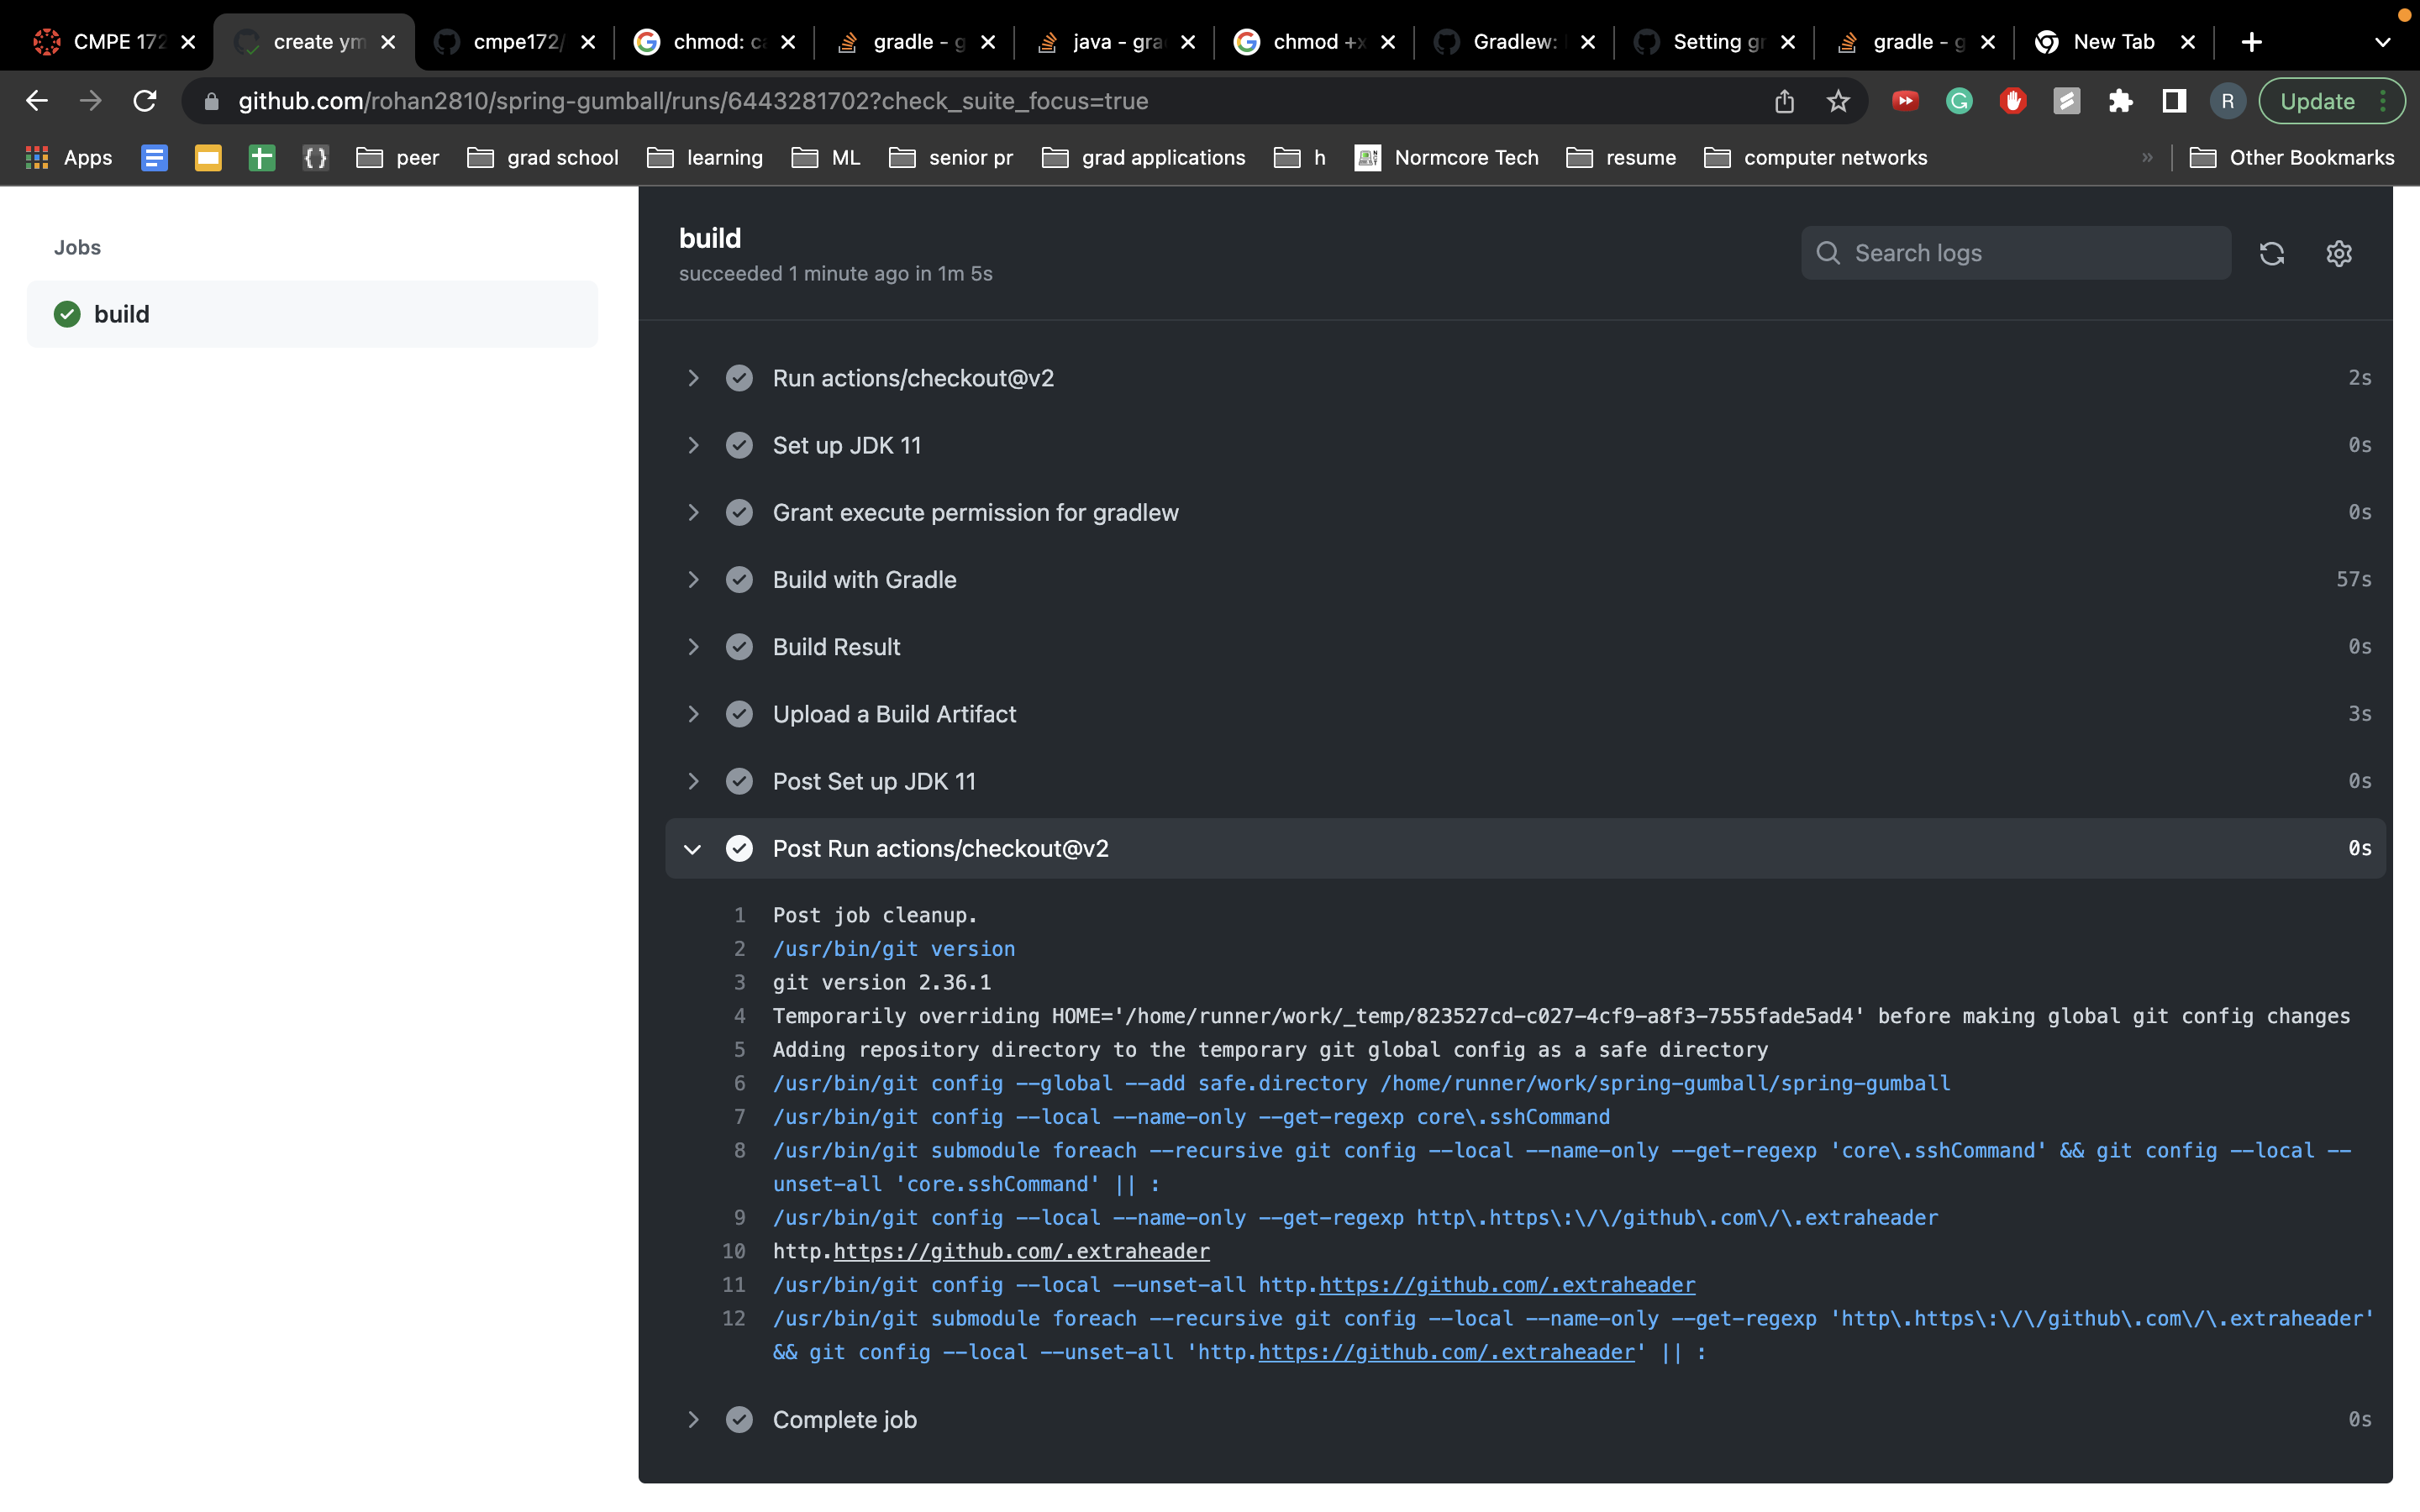 CMPE 172
create ym
cmpe172/
chmod: ca
gradle - g
java - gra
chmod +x
Gradlew:
Setting gr
gradle - g
New Tab
github.com/rohan2810/spring-gumball/runs/6443281702?check_suite_focus=true
R
Update
Apps
peer
grad school
learning
ML
senior pr
grad applications
h
Normcore Tech
resume
computer networks
»
Other Bookmarks
Jobs
build
build
succeeded 1 minute ago in 1m 5s
Search logs
Run actions/checkout@v2 2s
Set up JDK 11 0s
Grant execute permission for gradlew 0s
Build with Gradle 57s
Build Result 0s
Upload a Build Artifact 3s
Post Set up JDK 11 0s
Post Run actions/checkout@v2 0s
1 Post job cleanup.
2 /usr/bin/git version
3 git version 2.36.1
4 Temporarily overriding HOME='/home/runner/work/_temp/823527cd-c027-4cf9-a8f3-7555fade5ad4' before making global git config changes
5 Adding repository directory to the temporary git global config as a safe directory
6 /usr/bin/git config --global --add safe.directory /home/runner/work/spring-gumball/spring-gumball
7 /usr/bin/git config --local --name-only --get-regexp core\.sshCommand
8 /usr/bin/git submodule foreach --recursive git config --local --name-only --get-regexp 'core\.sshCommand' && git config --local --
unset-all 'core.sshCommand' || :
9 /usr/bin/git config --local --name-only --get-regexp http\.https\:\/\/github\.com\/\.extraheader
10 http.https://github.com/.extraheader
11 /usr/bin/git config --local --unset-all http.https://github.com/.extraheader
12 /usr/bin/git submodule foreach --recursive git config --local --name-only --get-regexp 'http\.https\:\/\/github\.com\/\.extraheader'
&& git config --local --unset-all 'http.https://github.com/.extraheader' || :
Complete job 0s